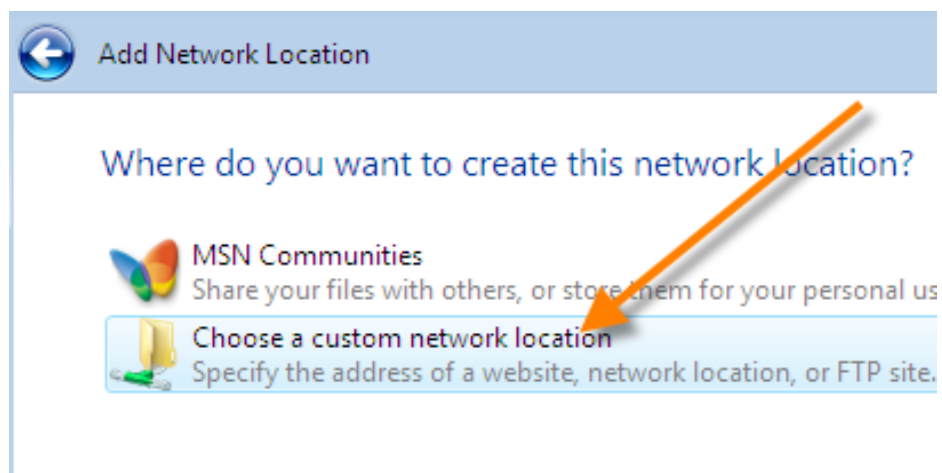 Add Network Location
Where do you want to create this network location?
MSN Communities
Share your files with others, or store them for your personal us
Choose a custom network location
Specify the address of a website, network location, or FTP site.